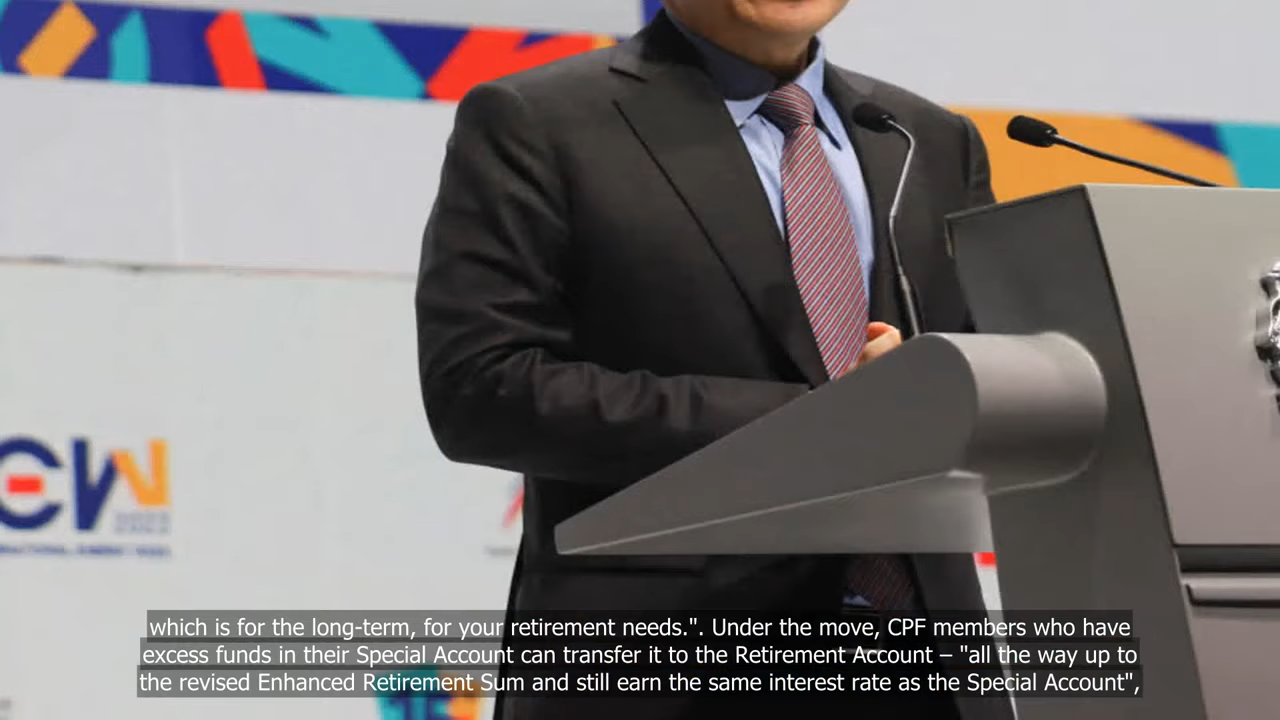 EW
which is for the long-term, for your retirement needs.". Under the move, CPF members who have
excess funds in their Special Account can transfer it to the Retirement Account – "all the way up to
the revised Enhanced Retirement Sum and still earn the same interest rate as the Special Account",